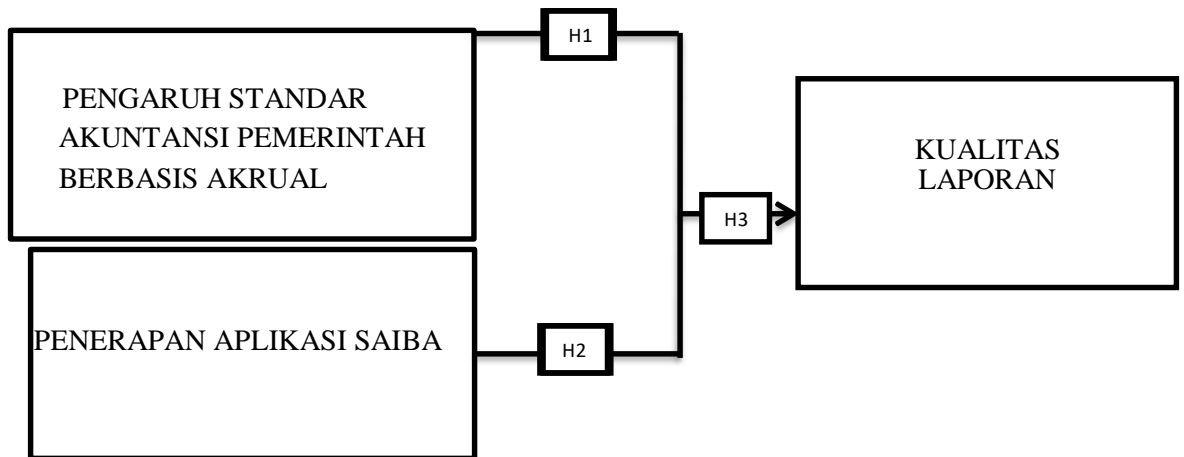 H1
PENGARUH STANDAR
AKUNTANSI PEMERINTAH
BERBASIS AKRUAL
KUALITAS
LAPORAN
H3
PENERAPAN APLIKASI SAIBA
H2